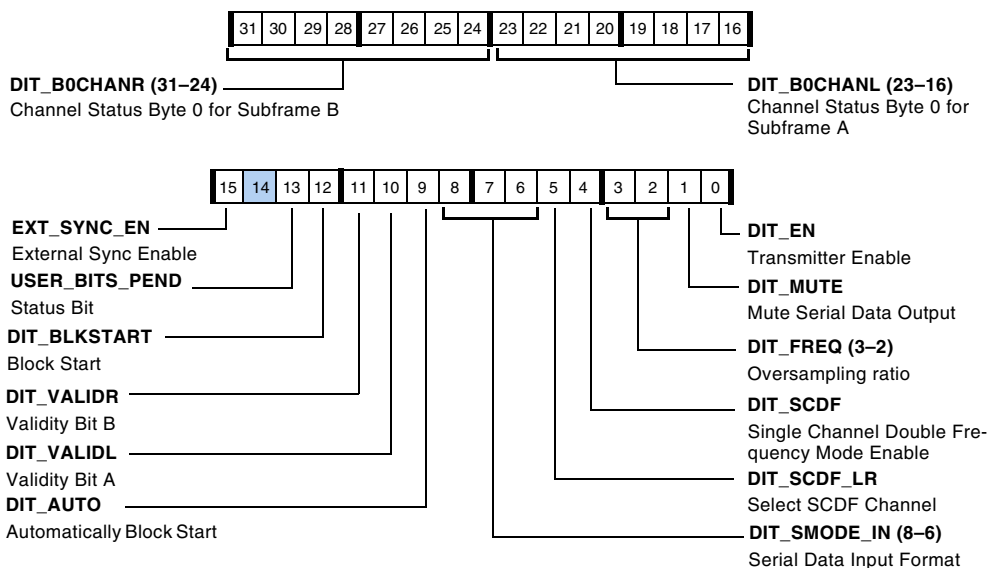 31 30 29 28 27 26 25 24 23 22 21 20 19 18 17 16
DIT_B0CHANR (31–24)
Channel Status Byte 0 for Subframe B
DIT_B0CHANL (23–16)
Channel Status Byte 0 for
Subframe A
15 14 13 12 11 10 9 8 7 6 5 4 3 2 1 0
EXT_SYNC_EN
External Sync Enable
USER_BITS_PEND
Status Bit
DIT_BLKSTART
Block Start
DIT_VALIDR
Validity Bit B
DIT_VALIDL
Validity Bit A
DIT_AUTO
Automatically Block Start
DIT_EN
Transmitter Enable
DIT_MUTE
Mute Serial Data Output
DIT_FREQ (3–2)
Oversampling ratio
DIT_SCDF
Single Channel Double Fre-
quency Mode Enable
DIT_SCDF_LR
Select SCDF Channel
DIT_SMODE_IN (8–6)
Serial Data Input Format